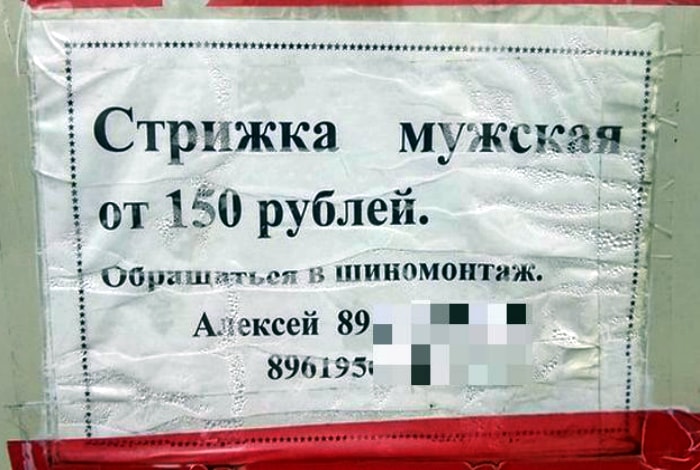 Стрижка мужская
от 150 рублей.
Обращаться в шиномонтаж.
Алексей 89
896195